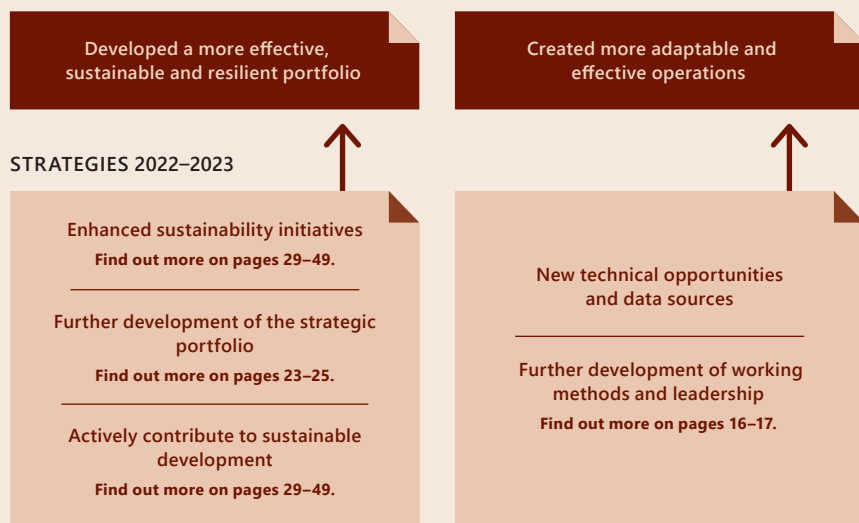 Developed a more effective,
sustainable and resilient portfolio
Created more adaptable and
effective operations
STRATEGIES 2022–2023
Enhanced sustainability initiatives
Find out more on pages 29–49.
Further development of the strategic
portfolio
Find out more on pages 23–25.
Actively contribute to sustainable
development
Find out more on pages 29–49.
New technical opportunities
and data sources
Further development of working
methods and leadership
Find out more on pages 16–17.